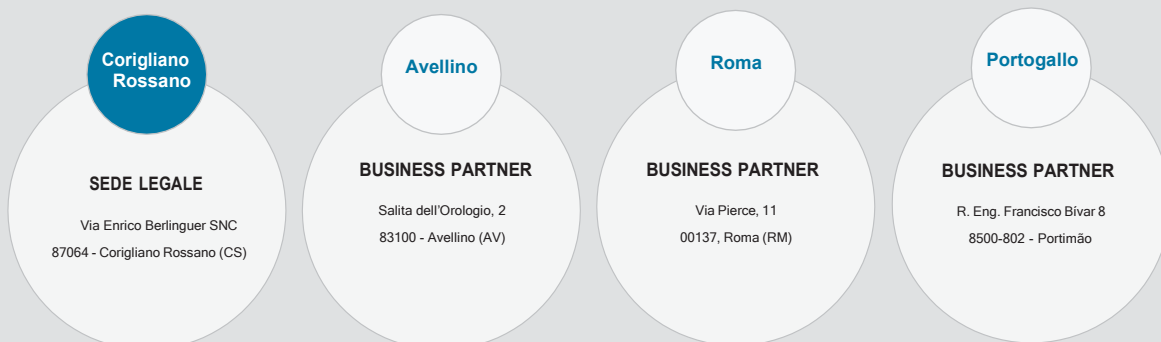 Corigliano
Rossano
SEDE LEGALE
Via Enrico Berlinguer SNC
87064 - Corigliano Rossano (CS)
Avellino
BUSINESS PARTNER
Salita dell'Orologio, 2
83100 - Avellino (AV)
Roma
BUSINESS PARTNER
Via Pierce, 11
00137, Roma (RM)
Portogallo
BUSINESS PARTNER
R. Eng. Francisco Bívar 8
8500-802 - Portimão